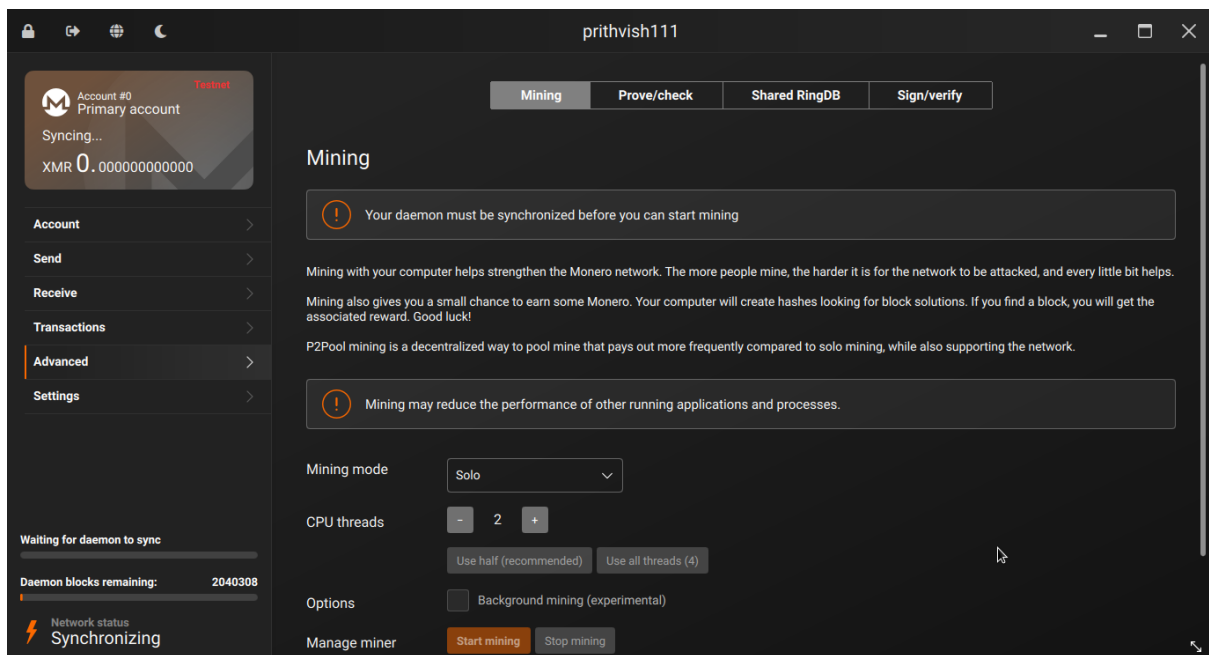 prithvish111
Testnet
Account #0
Primary account
Syncing...
XMR 0.000000000000
Account
Send
Receive
Transactions
Advanced
Settings
Waiting for daemon to sync
Daemon blocks remaining: 2040308
Network status
Synchronizing
Mining Prove/check Shared RingDB Sign/verify
Mining
Your daemon must be synchronized before you can start mining
Mining with your computer helps strengthen the Monero network. The more people mine, the harder it is for the network to be attacked, and every little bit helps.
Mining also gives you a small chance to earn some Monero. Your computer will create hashes looking for block solutions. If you find a block, you will get the
associated reward. Good luck!
P2Pool mining is a decentralized way to pool mine that pays out more frequently compared to solo mining, while also supporting the network.
Mining may reduce the performance of other running applications and processes.
Mining mode Solo
CPU threads - 2 +
Use half (recommended) Use all threads (4)
Options Background mining (experimental)
Manage miner Start mining Stop mining